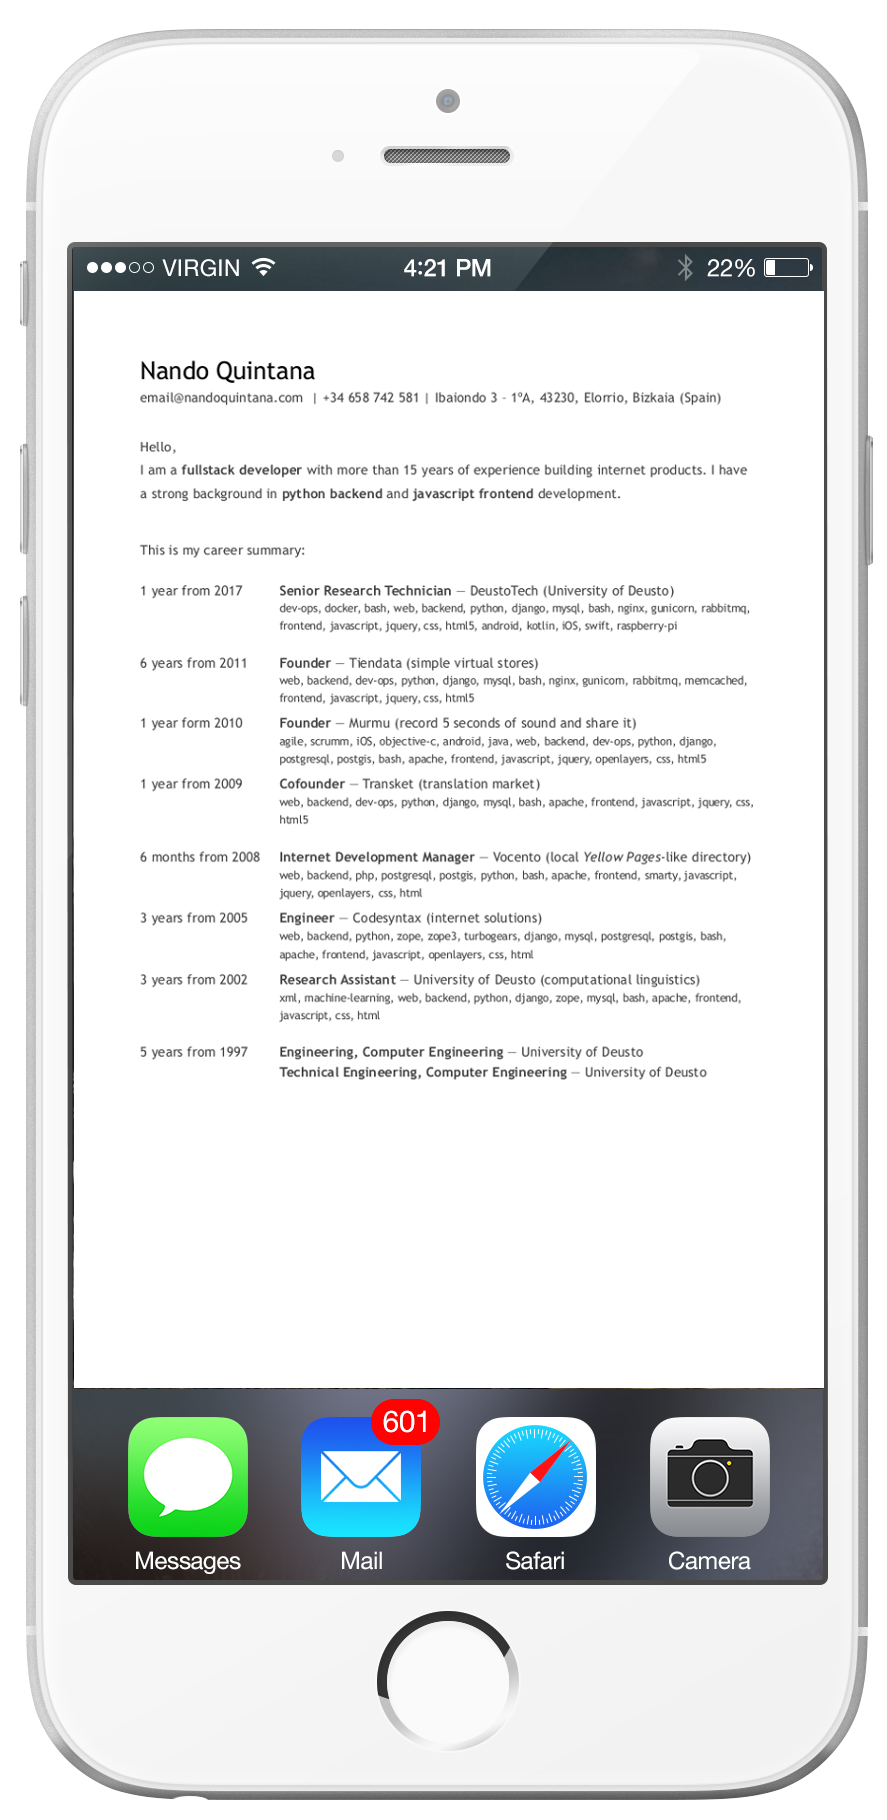 VIRGIN 4:21 PM 22%
Nando Quintana
email@nandoquintana.com | +34 658 742 581 | Ibaiondo 3 - 1ºA, 43230, Elorrio, Bizkaia (Spain)
Hello,
I am a fullstack developer with more than 15 years of experience building internet products. I have
a strong background in python backend and javascript frontend development.
This is my career summary:
1 year from 2017 Senior Research Technician — DeustoTech (University of Deusto)
dev-ops, docker, bash, web, backend, python, django, mysql, bash, nginx, gunicorn, rabbitmq,
frontend, javascript, jquery, css, html5, android, kotlin, iOS, swift, raspberry-pi
6 years from 2011 Founder — Tiendata (simple virtual stores)
web, backend, dev-ops, python, django, mysql, bash, nginx, gunicorn, rabbitmq, memcached,
frontend, javascript, jquery, css, html5
1 year form 2010 Founder — Murmu (record 5 seconds of sound and share it)
agile, scrumm, iOS, objective-c, android, java, web, backend, dev-ops, python, django,
postgresql, postgis, bash, apache, frontend, javascript, jquery, openlayers, css, html5
1 year from 2009 Cofounder — Transket (translation market)
web, backend, dev-ops, python, django, mysql, bash, apache, frontend, javascript, jquery, css,
html5
6 months from 2008 Internet Development Manager — Vocento (local Yellow Pages-like directory)
web, backend, php, postgresql, postgis, python, bash, apache, frontend, smarty, javascript,
jquery, openlayers, css, html
3 years from 2005 Engineer — Codesyntax (internet solutions)
web, backend, python, zope, zope3, turbogears, django, mysql, postgresql, postgis, bash,
apache, frontend, javascript, openlayers, css, html
3 years from 2002 Research Assistant — University of Deusto (computational linguistics)
xml, machine-learning, web, backend, python, django, zope, mysql, bash, apache, frontend,
javascript, css, html
5 years from 1997 Engineering, Computer Engineering — University of Deusto
Technical Engineering, Computer Engineering — University of Deusto
601
Messages Mail Safari Camera